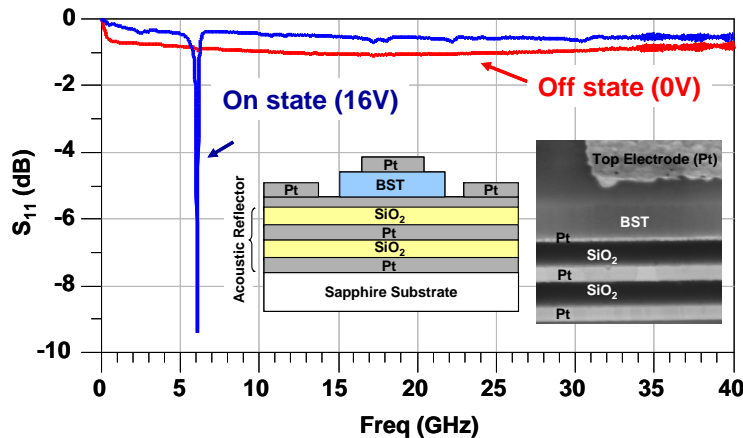 0
-2
-4
-6
-8
-10
S11 (dB)
0
5
10
15
20
25
30
35
40
Freq (GHz)
On state (16V)
Off state (0V)
Acoustic Reflector
Pt
Pt
BST
Pt
SiO2
Pt
SiO2
Pt
Sapphire Substrate
Top Electrode (Pt)
BST
Pt
SiO2
Pt
SiO2
Pt